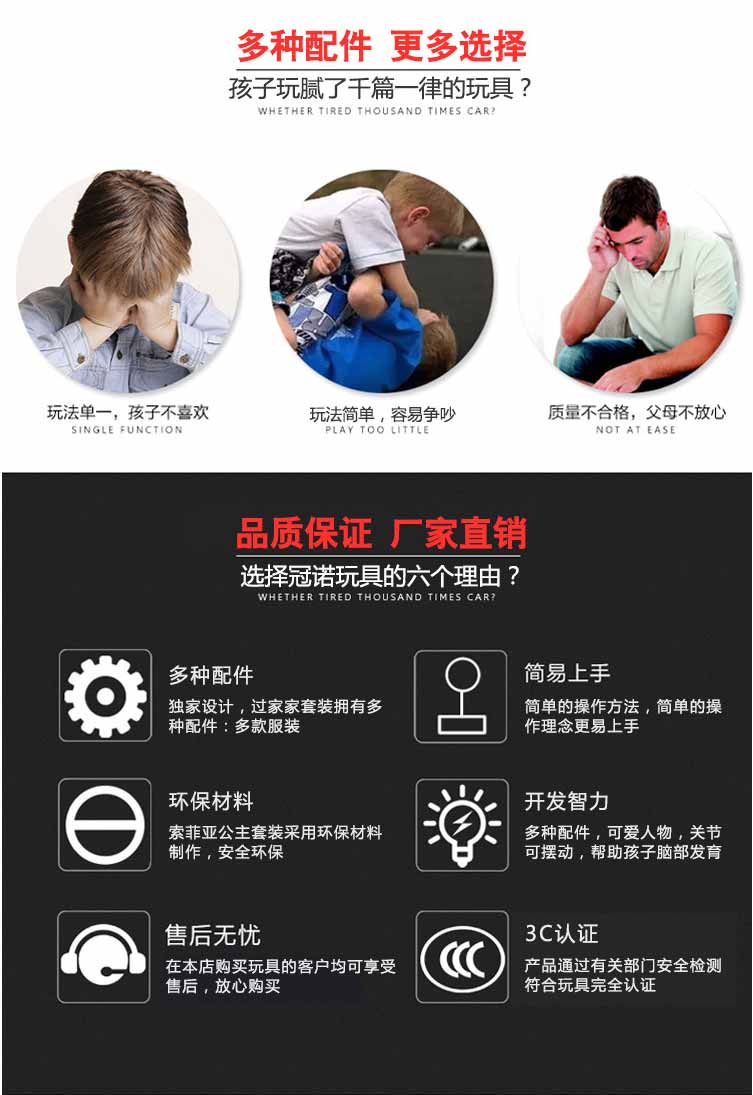 多种配件 更多选择
孩子玩腻了千篇一律的玩具？
WHETHER TIRED THOUSAND TIMES CAR?
玩法单一，孩子不喜欢
SINGLE FUNCTION
玩法简单，容易争吵
PLAY TOO LITTLE
质量不合格，父母不放心
NOT AT EASE
品质保证 厂家直销
选择冠诺玩具的六个理由？
WHETHER TIRED THOUSAND TIMES CAR?
多种配件
独家设计，过家家套装拥有多
种配件：多款服装
简易上手
简单的操作方法，简单的操
作理念更易上手
环保材料
索菲亚公主套装采用环保材料
制作，安全环保
开发智力
多种配件，可爱人物，关节
可摆动，帮助孩子脑部发育
售后无忧
在本店购买玩具的客户均可享受
售后，放心购买
3C认证
产品通过有关部门安全检测
符合玩具完全认证